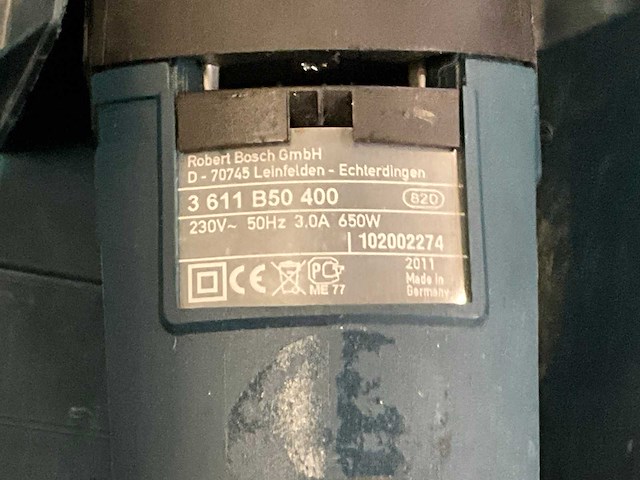 Robert Bosch GmbH
D - 70745 Leinfelden - Echterdingen
3 611 B50 400 820
230V~ 50Hz 3.0A 650W
102002274
2011
Made in
Germany
CE PC
ME 77